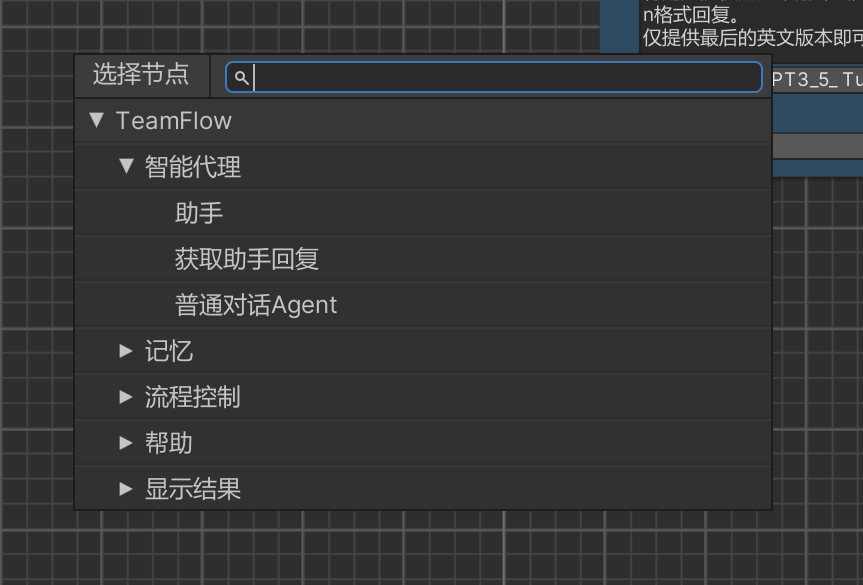 n格式回复。
仅提供最后的英文版本即可
选择节点
PT3_5_Tu
TeamFlow
智能代理
助手
获取助手回复
普通对话Agent
记忆
流程控制
帮助
显示结果